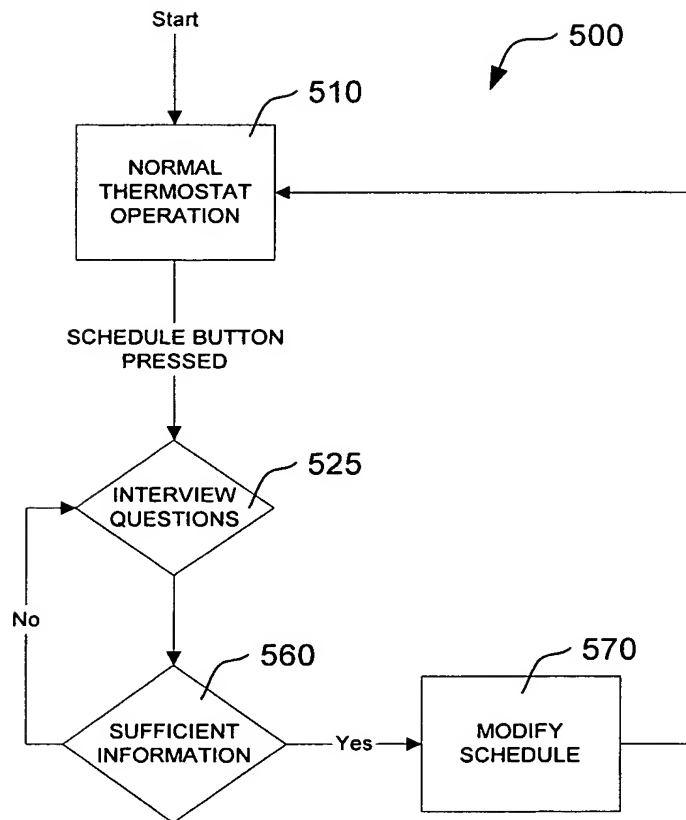 Start
500
510
NORMAL
THERMOSTAT
OPERATION
SCHEDULE BUTTON
PRESSED
525
INTERVIEW
QUESTIONS
No
560
SUFFICIENT
INFORMATION
Yes
570
MODIFY
SCHEDULE